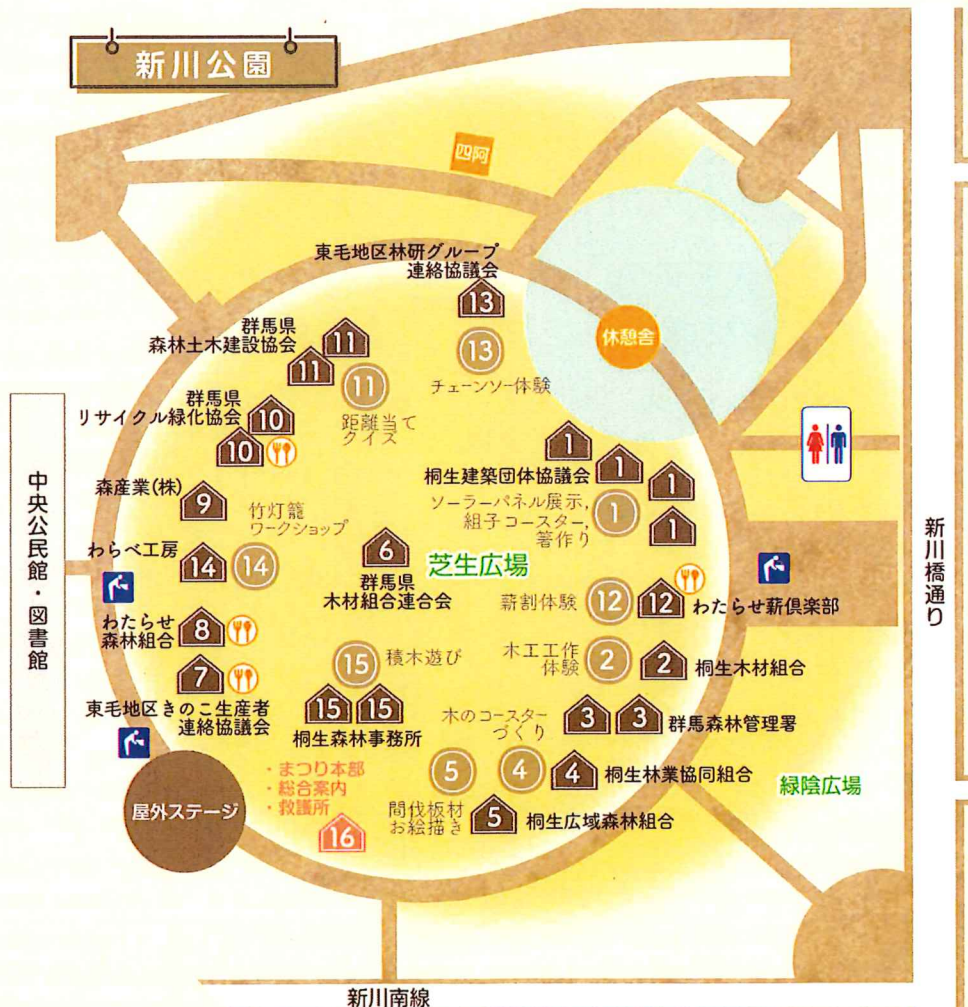 新川公園
四阿
東毛地区林研グループ
連絡協議会
13
13
チェーンソー体験
休憩舎
群馬県
森林土木建設協会
11
11
11
距離当て
クイズ
群馬県
リサイクル緑化協会
10
10
森産業(株)
9
竹灯籠
ワークショップ
わらべ工房
14
14
中央公民館・図書館
わたらせ
森林組合
8
7
東毛地区きのこ生産者
連絡協議会
屋外ステージ
1
1
1
1
桐生建築団体協議会
ソーラーパネル展示,
組子コースター,
箸作り
1
6
芝生広場
群馬県
木材組合連合会
薪割体験
12
12
わたらせ薪倶楽部
木工工作
体験
2
2
桐生木材組合
15
積木遊び
15
15
桐生森林事務所
木のコースター
づくり
3
3
群馬森林管理署
5
4
4
桐生林業協同組合
間伐板材
お絵描き
5
桐生広域森林組合
・まつり本部
・総合案内
・救護所
16
緑陰広場
新川橋通り
新川南線